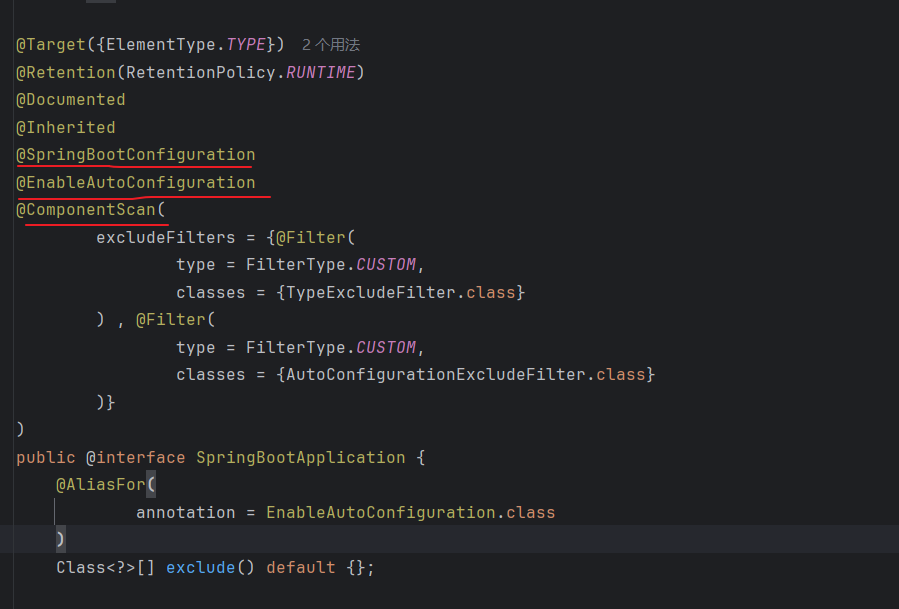 @Target({ElementType.TYPE}) 2 个用法
@Retention(RetentionPolicy.RUNTIME)
@Documented
@Inherited
@SpringBootConfiguration
@EnableAutoConfiguration
@ComponentScan(
excludeFilters = {@Filter(
type = FilterType.CUSTOM,
classes = {TypeExcludeFilter.class}
) , @Filter(
type = FilterType.CUSTOM,
classes = {AutoConfigurationExcludeFilter.class}
)}
)
public @interface SpringBootApplication {
@AliasFor(
annotation = EnableAutoConfiguration.class
)
Class<?>[] exclude() default {};